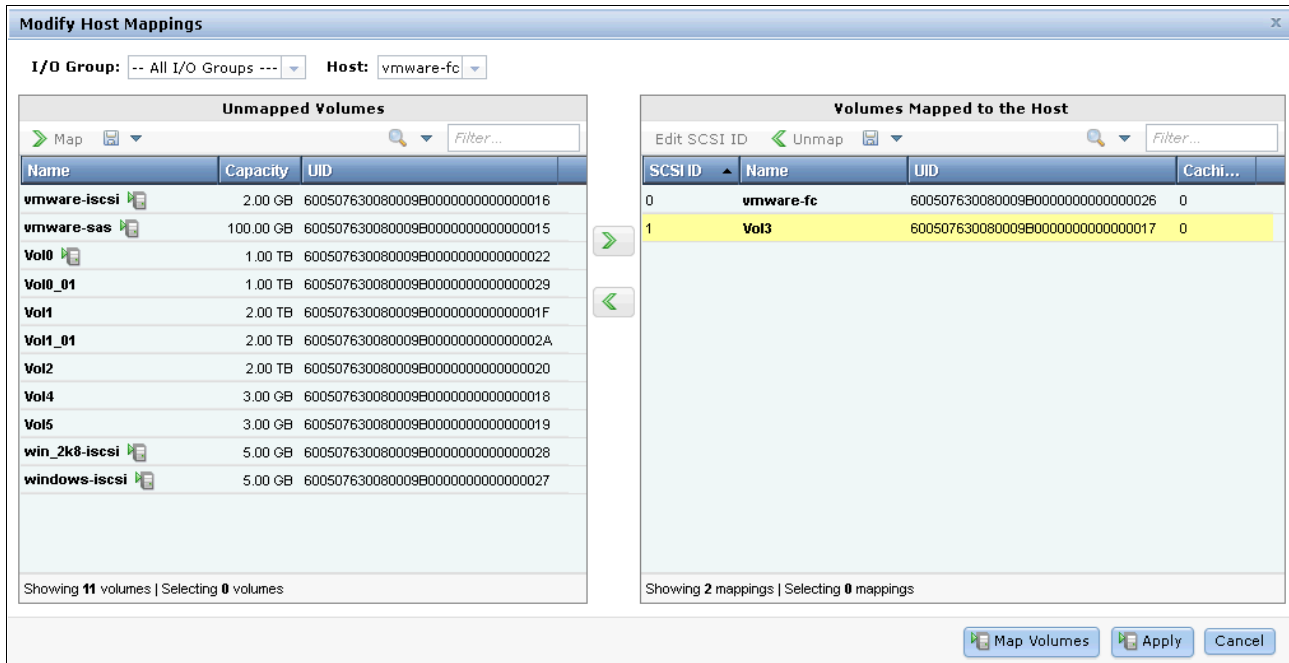 Modify Host Mappings x
I/O Group: -- All I/O Groups --- Host: vmware-fc
Unmapped Volumes
Map Filter...
Name Capacity UID
vmware-iscsi 2.00 GB 600507630080009B0000000000000016
vmware-sas 100.00 GB 600507630080009B0000000000000015
Vol0 1.00 TB 600507630080009B0000000000000022
Vol0_01 1.00 TB 600507630080009B0000000000000029
Vol1 2.00 TB 600507630080009B000000000000001F
Vol1_01 2.00 TB 600507630080009B000000000000002A
Vol2 2.00 TB 600507630080009B0000000000000020
Vol4 3.00 GB 600507630080009B0000000000000018
Vol5 3.00 GB 600507630080009B0000000000000019
win_2k8-iscsi 5.00 GB 600507630080009B0000000000000028
windows-iscsi 5.00 GB 600507630080009B0000000000000027
Showing 11 volumes | Selecting 0 volumes
Volumes Mapped to the Host
Edit SCSI ID Unmap Filter...
SCSI ID Name UID Cachi...
0 vmware-fc 600507630080009B0000000000000026 0
1 Vol3 600507630080009B0000000000000017 0
Showing 2 mappings | Selecting 0 mappings
Map Volumes Apply Cancel